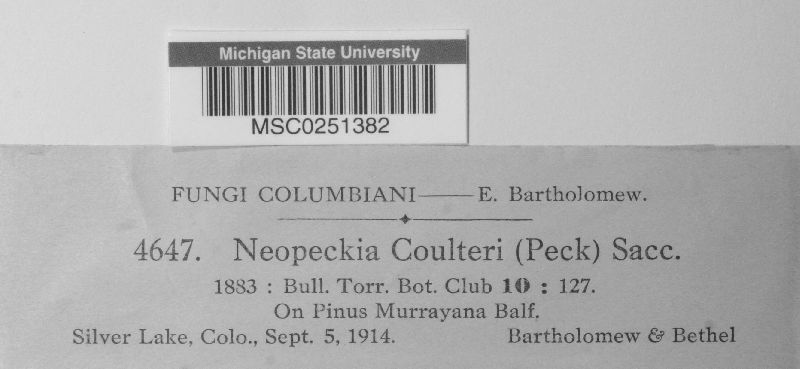 Michigan State University
MSC0251382
FUNGI COLUMBIANI—— E. Bartholomew.
4647. Neopeckia Coulteri (Peck) Sacc.
1883 : Bull. Torr. Bot. Club 10 : 127.
On Pinus Murrayana Balf.
Silver Lake, Colo., Sept. 5, 1914. Bartholomew & Bethel